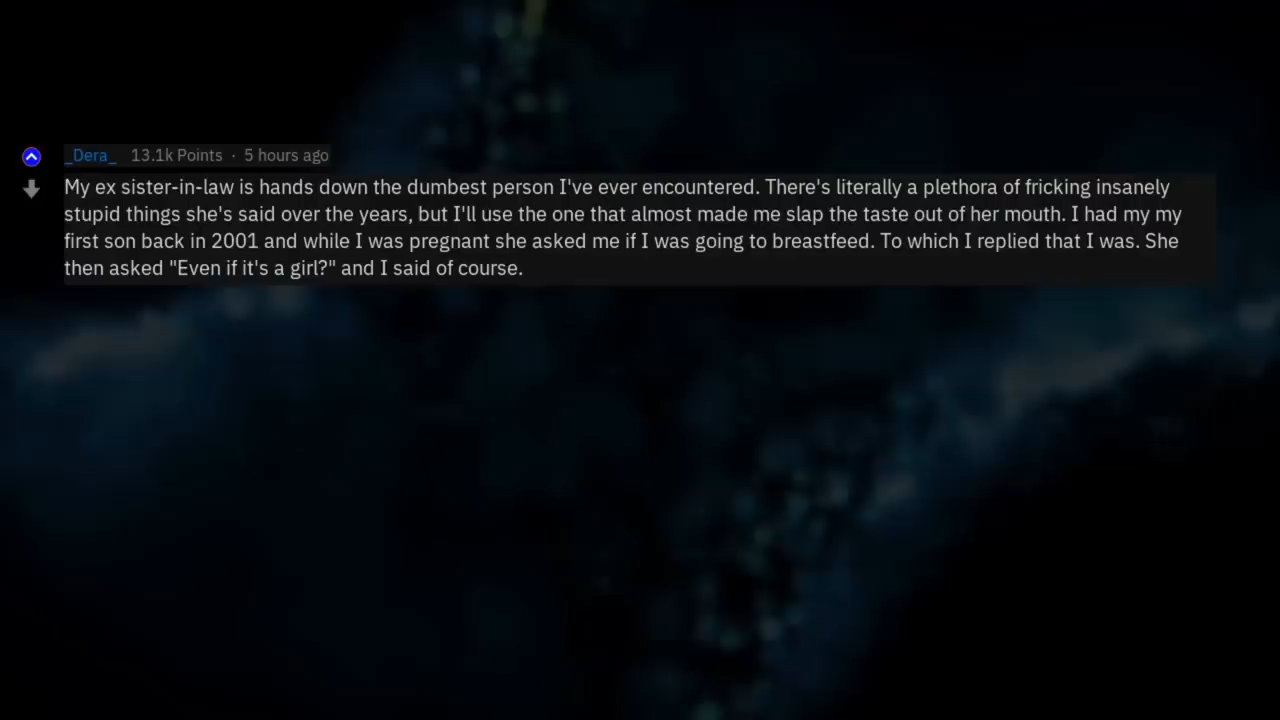 _Dera_ 13.1k Points · 5 hours ago
My ex sister-in-law is hands down the dumbest person I've ever encountered. There's literally a plethora of fricking insanely
stupid things she's said over the years, but I'll use the one that almost made me slap the taste out of her mouth. I had my my
first son back in 2001 and while I was pregnant she asked me if I was going to breastfeed. To which I replied that I was. She
then asked "Even if it's a girl?" and I said of course.